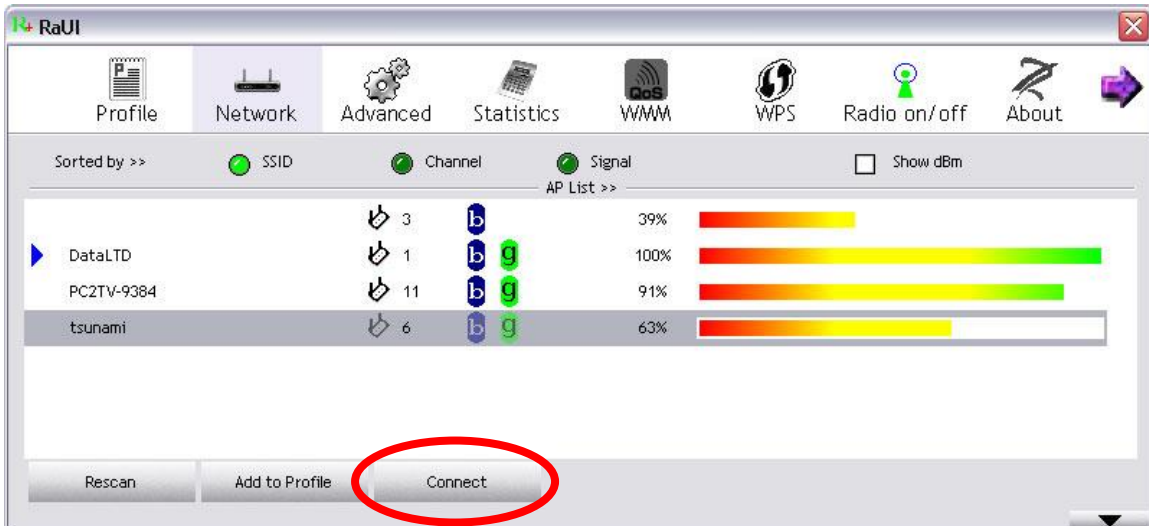 R+ RaUI
Profile Network Advanced Statistics QoS WMM WPS Radio on/off About
Sorted by >> SSID Channel Signal Show dBm
AP List >>
3 b 39%
DataLTD 1 b g 100%
PC2TV-9384 11 b g 91%
tsunami 6 b g 63%
Rescan Add to Profile Connect